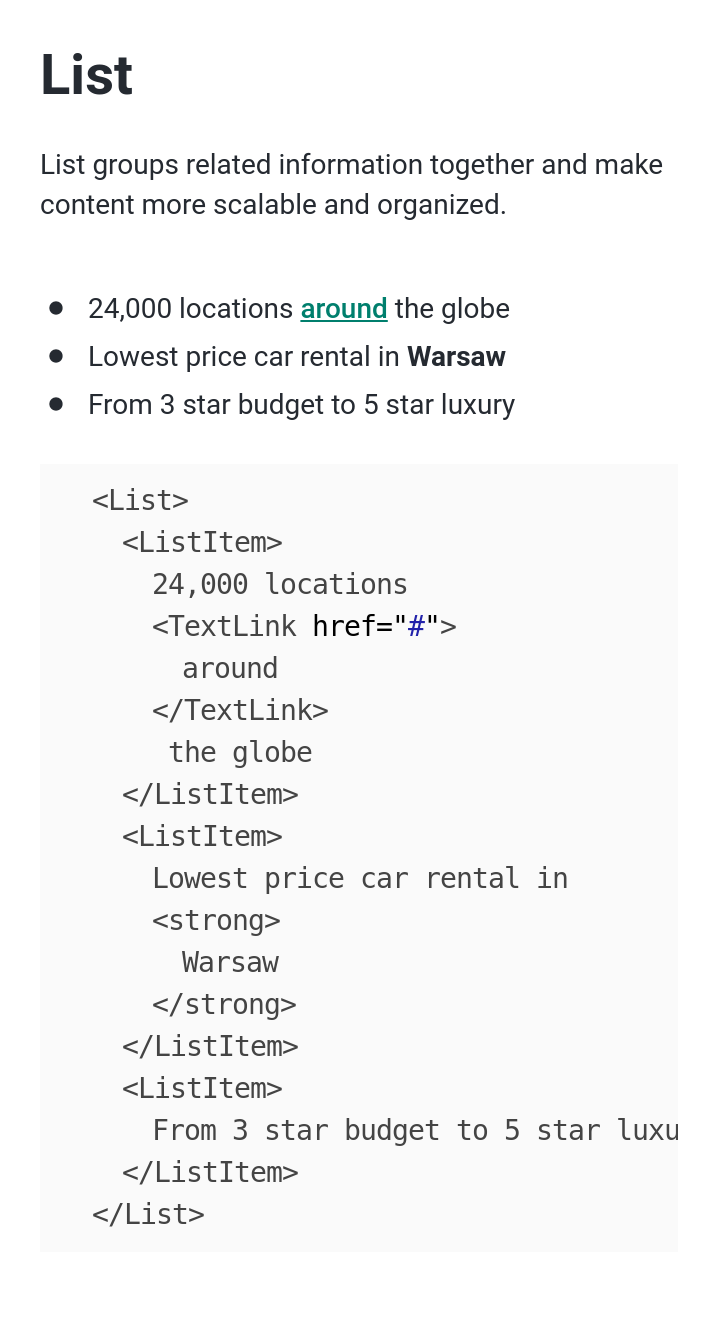 List
List groups related information together and make
content more scalable and organized.
24,000 locations around the globe
Lowest price car rental in Warsaw
From 3 star budget to 5 star luxury
<List>
<ListItem>
24,000 locations
<TextLink href="#">
around
</TextLink>
the globe
</ListItem>
<ListItem>
Lowest price car rental in
<strong>
Warsaw
</strong>
</ListItem>
<ListItem>
From 3 star budget to 5 star luxu
</ListItem>
</List>